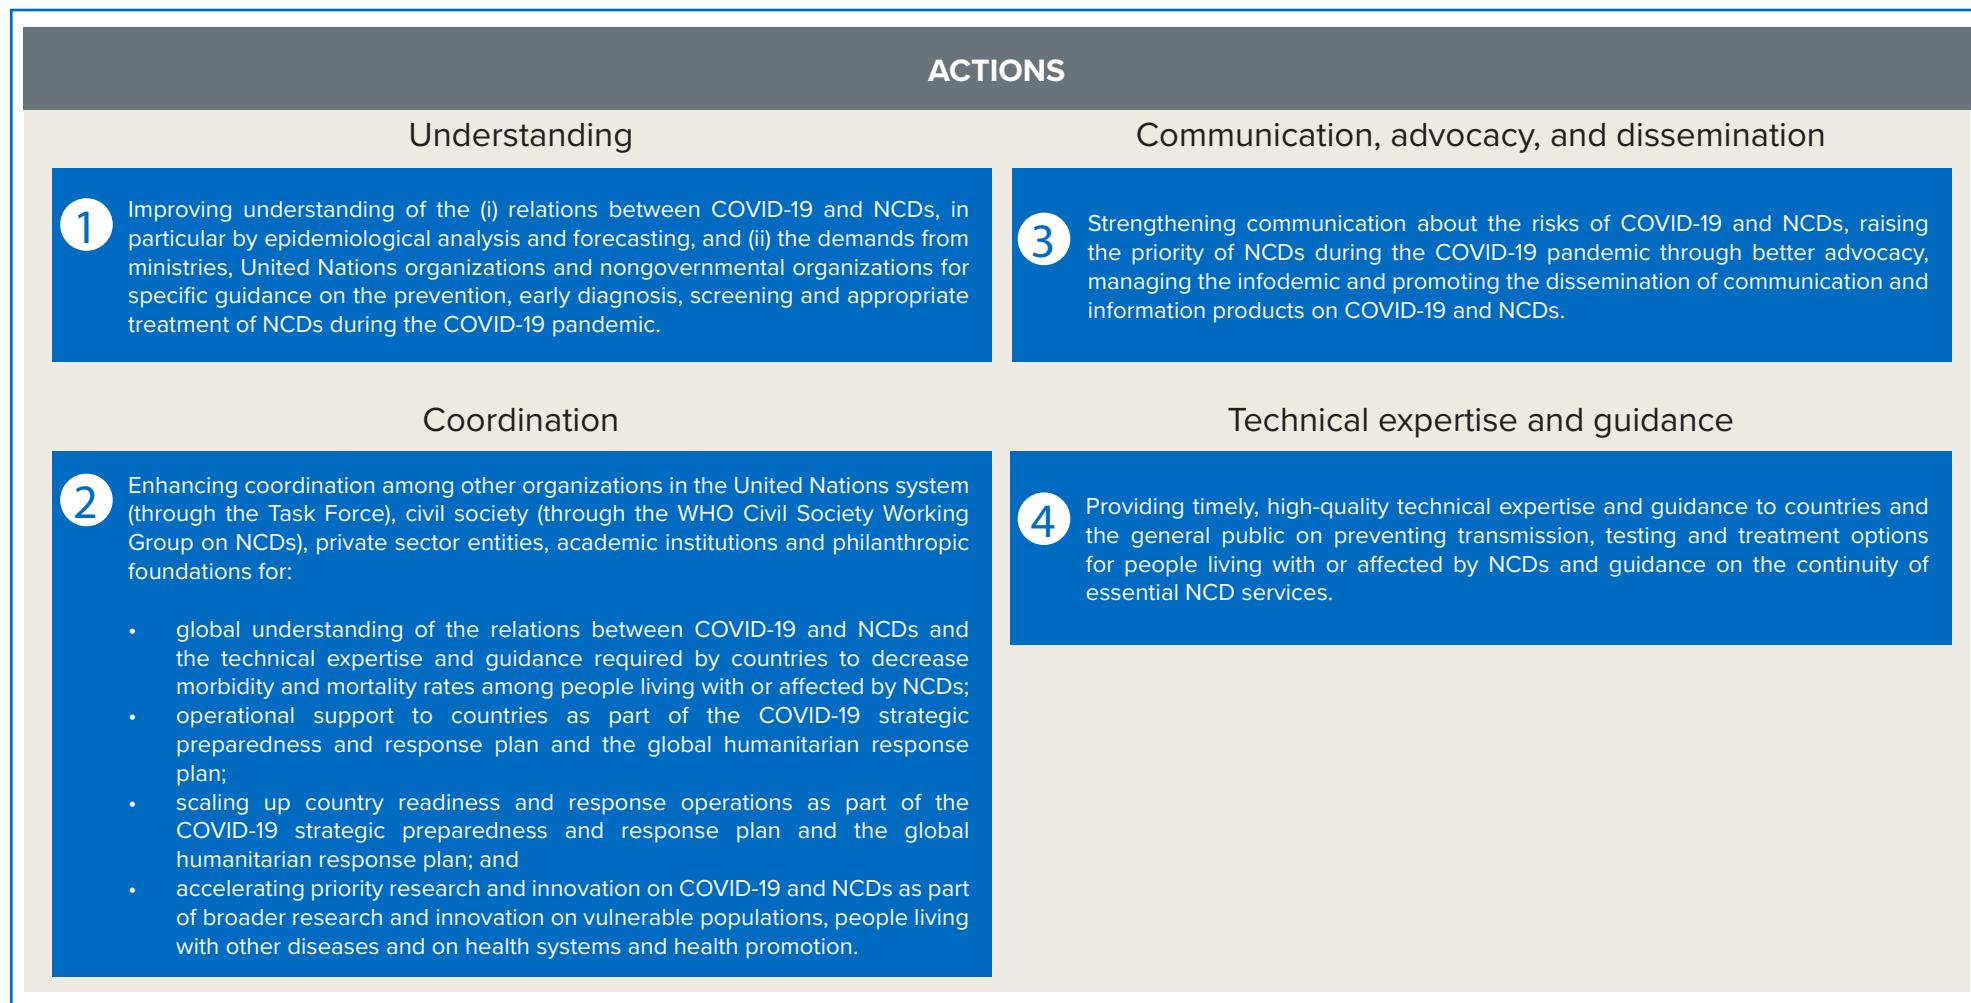 ACTIONS
Understanding
1
Improving understanding of the (i) relations between COVID-19 and NCDs, in
particular by epidemiological analysis and forecasting, and (ii) the demands from
ministries, United Nations organizations and nongovernmental organizations for
specific guidance on the prevention, early diagnosis, screening and appropriate
treatment of NCDs during the COVID-19 pandemic.
Coordination
2
Enhancing coordination among other organizations in the United Nations system
(through the Task Force), civil society (through the WHO Civil Society Working
Group on NCDs), private sector entities, academic institutions and philanthropic
foundations for:
• global understanding of the relations between COVID-19 and NCDs and
the technical expertise and guidance required by countries to decrease
morbidity and mortality rates among people living with or affected by NCDs;
• operational support to countries as part of the COVID-19 strategic
preparedness and response plan and the global humanitarian response
plan;
• scaling up country readiness and response operations as part of the
COVID-19 strategic preparedness and response plan and the global
humanitarian response plan; and
• accelerating priority research and innovation on COVID-19 and NCDs as part
of broader research and innovation on vulnerable populations, people living
with other diseases and on health systems and health promotion.
Communication, advocacy, and dissemination
3
Strengthening communication about the risks of COVID-19 and NCDs, raising
the priority of NCDs during the COVID-19 pandemic through better advocacy,
managing the infodemic and promoting the dissemination of communication and
information products on COVID-19 and NCDs.
Technical expertise and guidance
4
Providing timely, high-quality technical expertise and guidance to countries and
the general public on preventing transmission, testing and treatment options
for people living with or affected by NCDs and guidance on the continuity of
essential NCD services.